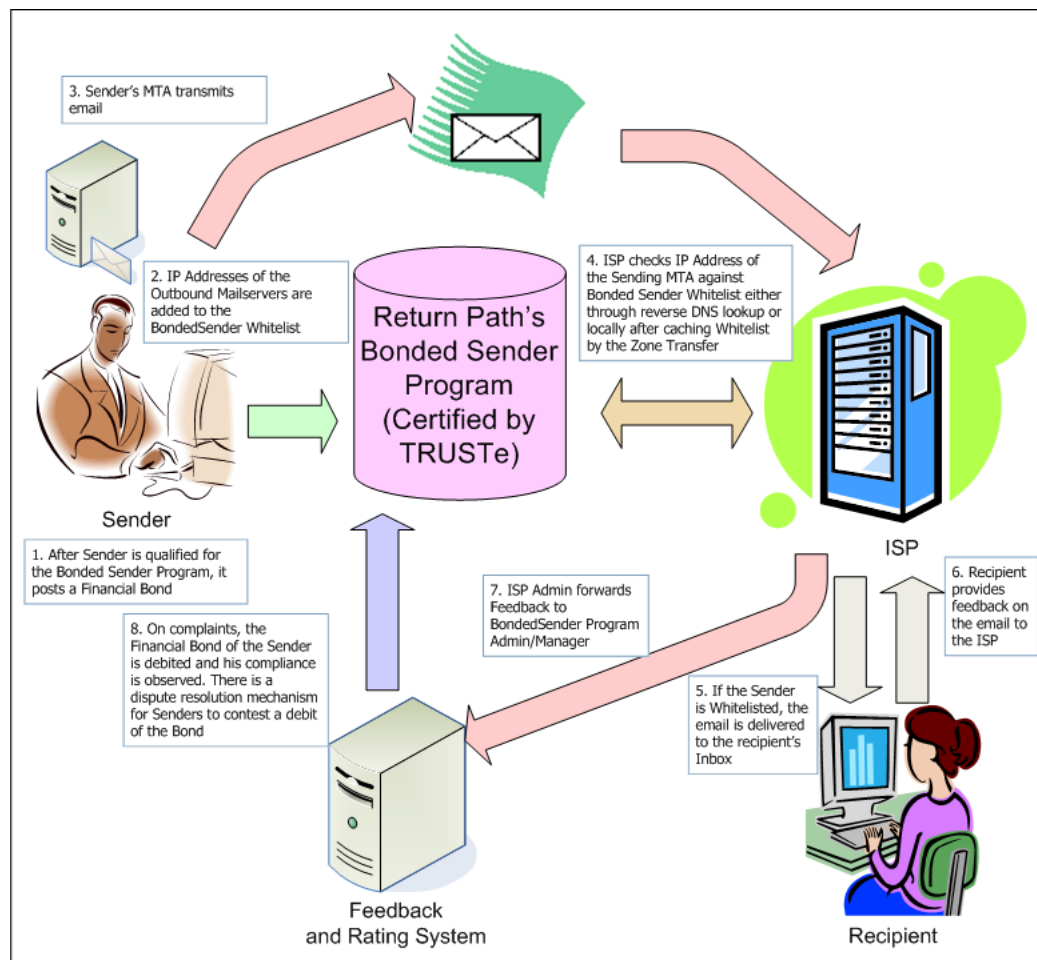 3. Sender's MTA transmits
email
2. IP Addresses of the
Outbound Mailservers are
added to the
BondedSender Whitelist
Return Path's
Bonded Sender
Program
(Certified by
TRUSTe)
4. ISP checks IP Address of
the Sending MTA against
Bonded Sender Whitelist either
through reverse DNS lookup or
locally after caching Whitelist
by the Zone Transfer
Sender
1. After Sender is qualified for
the Bonded Sender Program, it
posts a Financial Bond
ISP
8. On complaints, the
Financial Bond of the Sender
is debited and his compliance
is observed. There is a
dispute resolution mechanism
for Senders to contest a debit
of the Bond
7. ISP Admin forwards
Feedback to
BondedSender Program
Admin/Manager
6. Recipient
provides
feedback on
the email to
the ISP
5. If the Sender
is Whitelisted, the
email is delivered
to the recipient's
Inbox
Feedback
and Rating System
Recipient